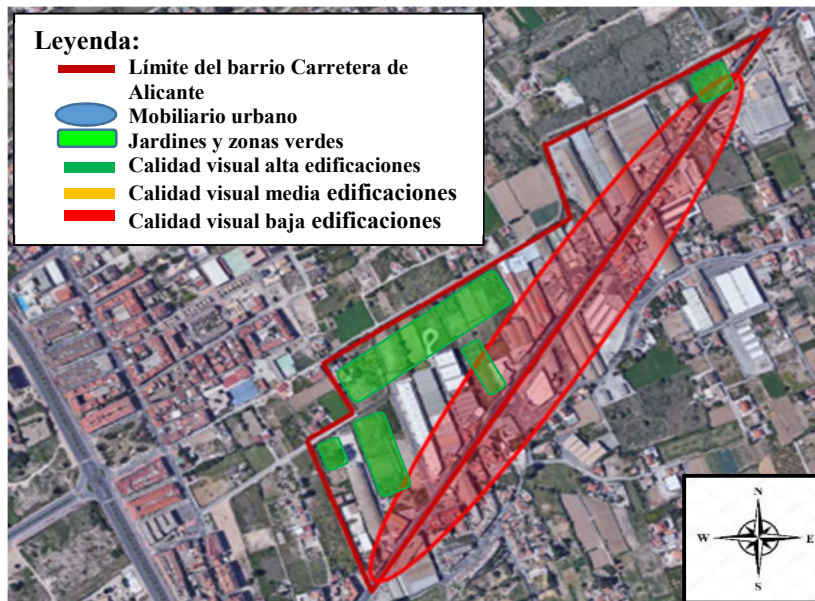 Leyenda:
Límite del barrio Carretera de
Alicante
Mobiliario urbano
Jardines y zonas verdes
Calidad visual alta edificaciones
Calidad visual media edificaciones
Calidad visual baja edificaciones
P
N
W E
S